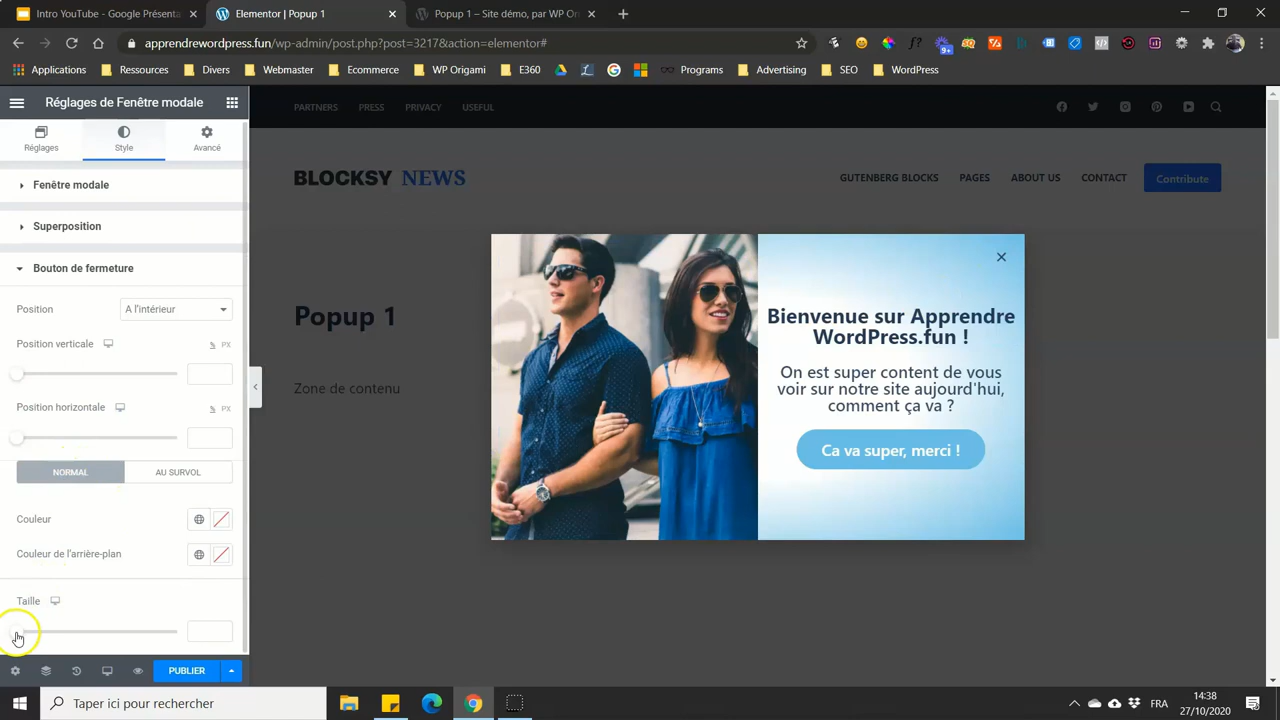 Intro YouTube - Google Présenta
Elementor | Popup 1
Popup 1 – Site démo, par WP On
apprendrewordpress.fun/wp-admin/post.php?post=3217&action=elementor#
9+
Applications
Ressources
Divers
Webmaster
Ecommerce
WP Origami
E360
Programs
Advertising
SEO
WordPress
Réglages de Fenêtre modale
Réglages
Style
Avancé
Fenêtre modale
Superposition
Bouton de fermeture
Position
A l'intérieur
Position verticale
% PX
Position horizontale
% PX
NORMAL
AU SURVOL
Couleur
Couleur de l'arrière-plan
Taille
PUBLIER
PARTNERS
PRESS
PRIVACY
USEFUL
BLOCKSY NEWS
GUTENBERG BLOCKS
PAGES
ABOUT US
CONTACT
Contribute
Popup 1
Zone de contenu
Bienvenue sur Apprendre
WordPress.fun !
On est super content de vous
voir sur notre site aujourd'hui,
comment ça va ?
Ca va super, merci !
Taper ici pour rechercher
FRA
14:38
27/10/2020